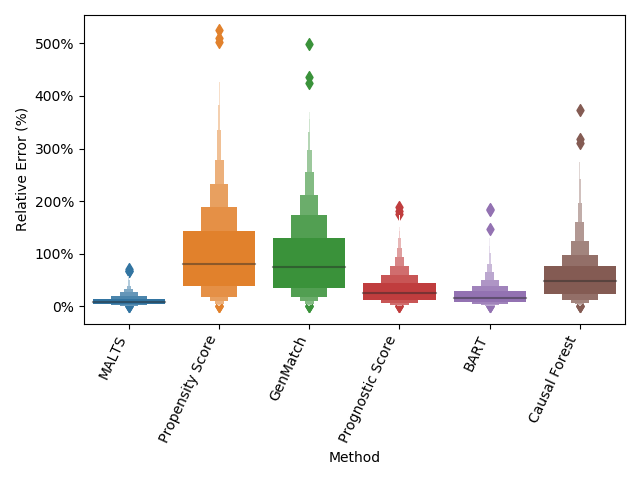 Relative Error (%)
500%
400%
300%
200%
100%
0%
MALTS
Propensity Score
GenMatch
Prognostic Score
BART
Causal Forest
Method